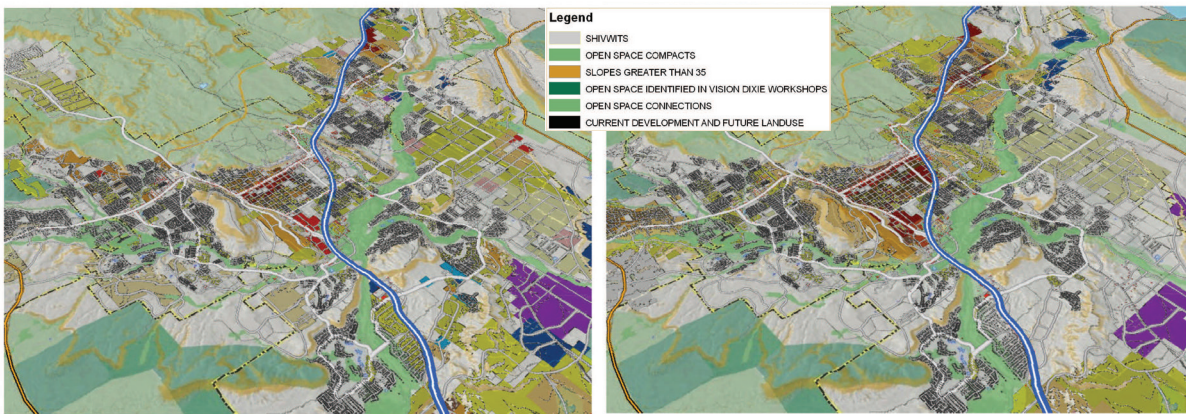 Legend
SHIVWITS
OPEN SPACE COMPACTS
SLOPES GREATER THAN 35
OPEN SPACE IDENTIFIED IN VISION DIXIE WORKSHOPS
OPEN SPACE CONNECTIONS
CURRENT DEVELOPMENT AND FUTURE LANDUSE